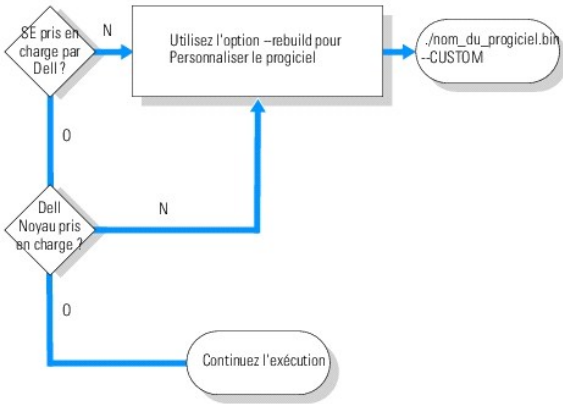 SE pris en
charge par
Dell ?
N
Utilisez l'option –rebuild pour
Personnaliser le progiciel
./nom_du_progiciel.bin
--CUSTOM
O
Dell
Noyau pris
en charge ?
N
O
Continuez l'exécution